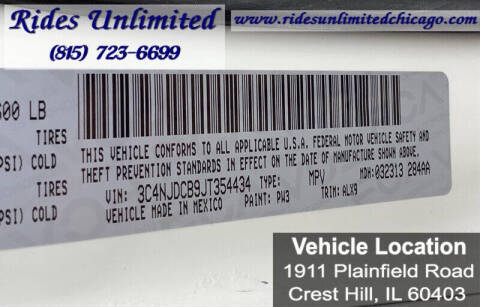 Rides Unlimited
(815) 723-6699
www.ridesunlimitedchicago.com
600 LB
TIRES
PSI) COLD
TIRES
PSI) COLD
THIS VEHICLE CONFORMS TO ALL APPLICABLE U.S.A. FEDERAL MOTOR VEHICLE SAFETY AND
THEFT PREVENTION STANDARDS IN EFFECT ON THE DATE OF MANUFACTURE SHOWN ABOVE.
VIN: 3C4NJDCB9JT354434 TYPE: MPV MDH:032313 284AA
VEHICLE MADE IN MEXICO PAINT: PW3 TRIM: ALX9
Vehicle Location
1911 Plainfield Road
Crest Hill, IL 60403